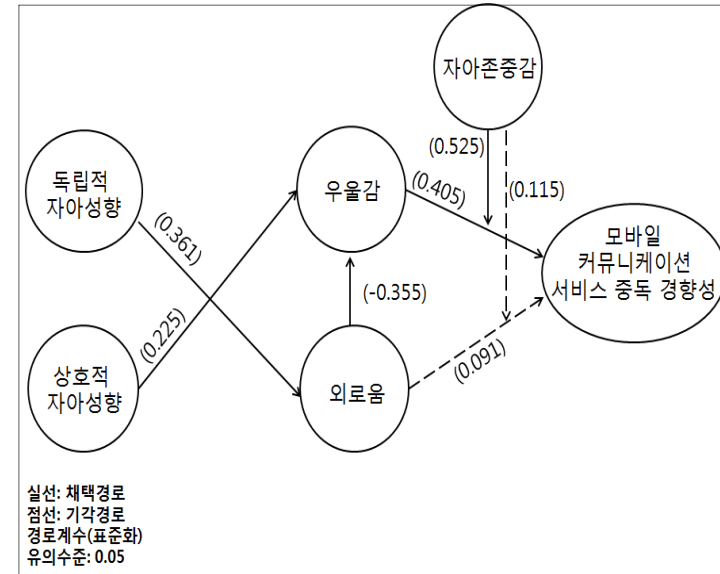 자아존중감
(0.525)
(0.115)
독립적
자아성향
(0.361)
우울감
(0.405)
모바일
커뮤니케이션
서비스 중독 경향성
(-0.355)
(0.225)
상호적
자아성향
외로움
(0.091)
실선: 채택경로
점선: 기각경로
경로계수(표준화)
유의수준: 0.05